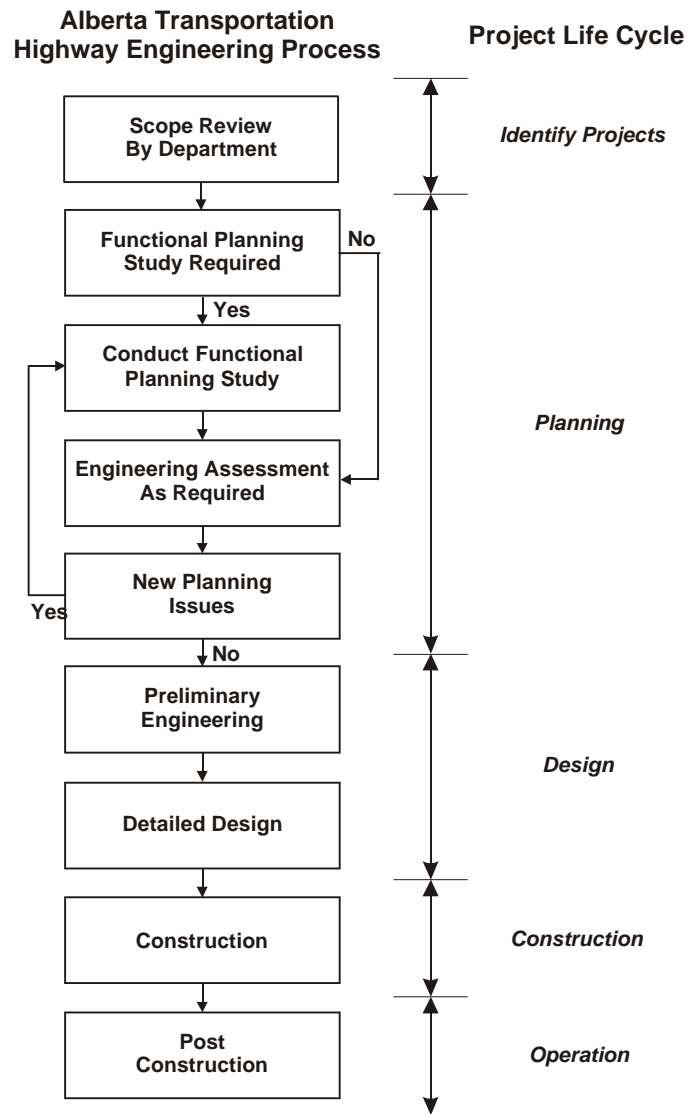 Alberta Transportation
Highway Engineering Process
Project Life Cycle
Scope Review
By Department
Identify Projects
Functional Planning
Study Required
No
Yes
Conduct Functional
Planning Study
Planning
Engineering Assessment
As Required
New Planning
Issues
Yes
No
Preliminary
Engineering
Design
Detailed Design
Construction
Construction
Post
Construction
Operation